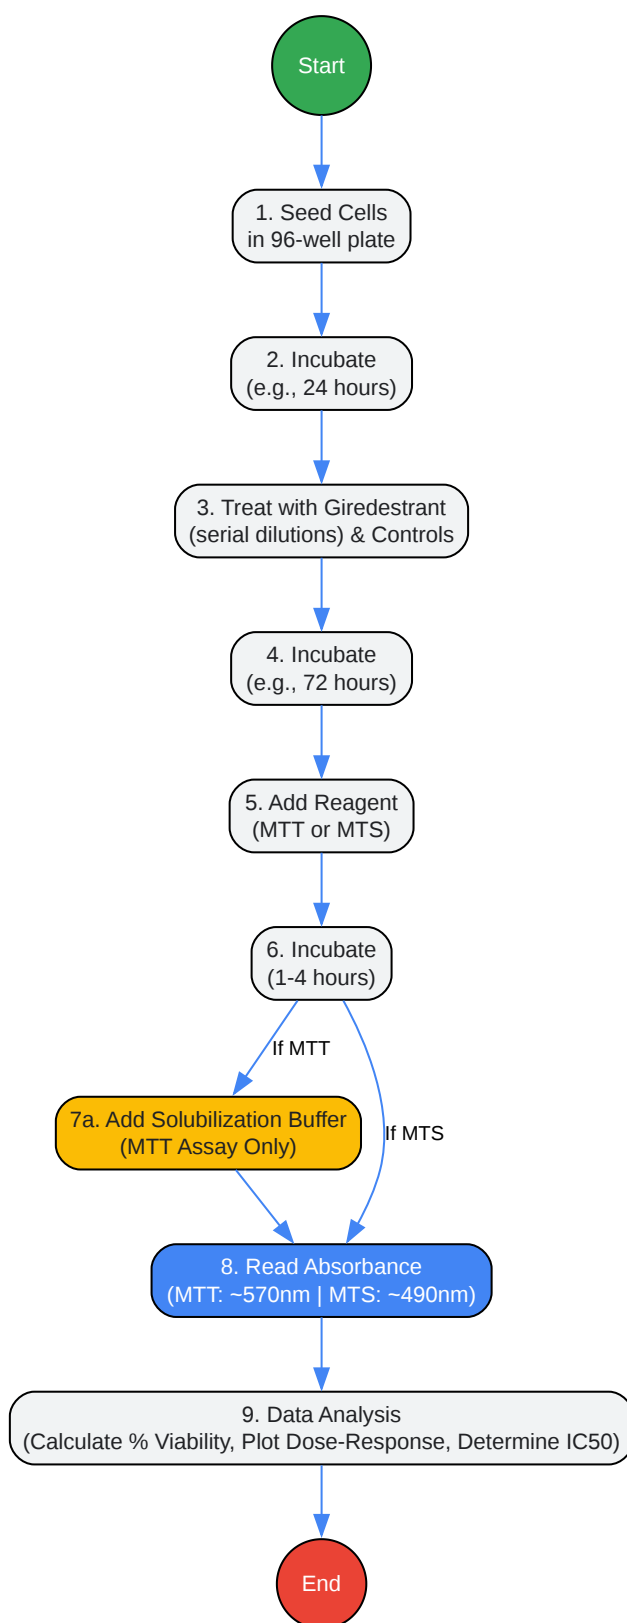 Start
1. Seed Cells
in 96-well plate
2. Incubate
(e.g., 24 hours)
3. Treat with Giredestrant
(serial dilutions) & Controls
4. Incubate
(e.g., 72 hours)
5. Add Reagent
(MTT or MTS)
6. Incubate
(1-4 hours)
If MTT
7a. Add Solubilization Buffer
(MTT Assay Only)
If MTS
8. Read Absorbance
(MTT: ~570nm | MTS: ~490nm)
9. Data Analysis
(Calculate % Viability, Plot Dose-Response, Determine IC50)
End